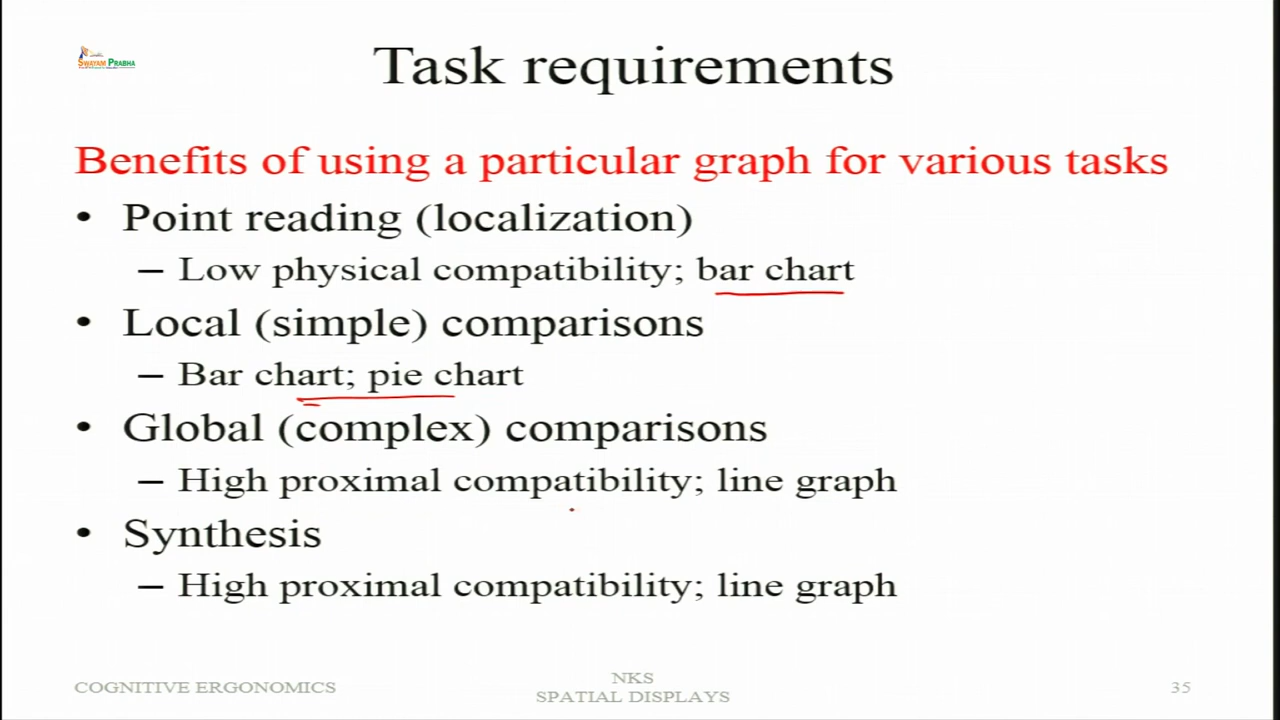 SWAYAM PRABHA
Task requirements
Benefits of using a particular graph for various tasks
• Point reading (localization)
– Low physical compatibility; bar chart
• Local (simple) comparisons
– Bar chart; pie chart
• Global (complex) comparisons
– High proximal compatibility; line graph
• Synthesis
– High proximal compatibility; line graph
COGNITIVE ERGONOMICS
NKS
SPATIAL DISPLAYS
35